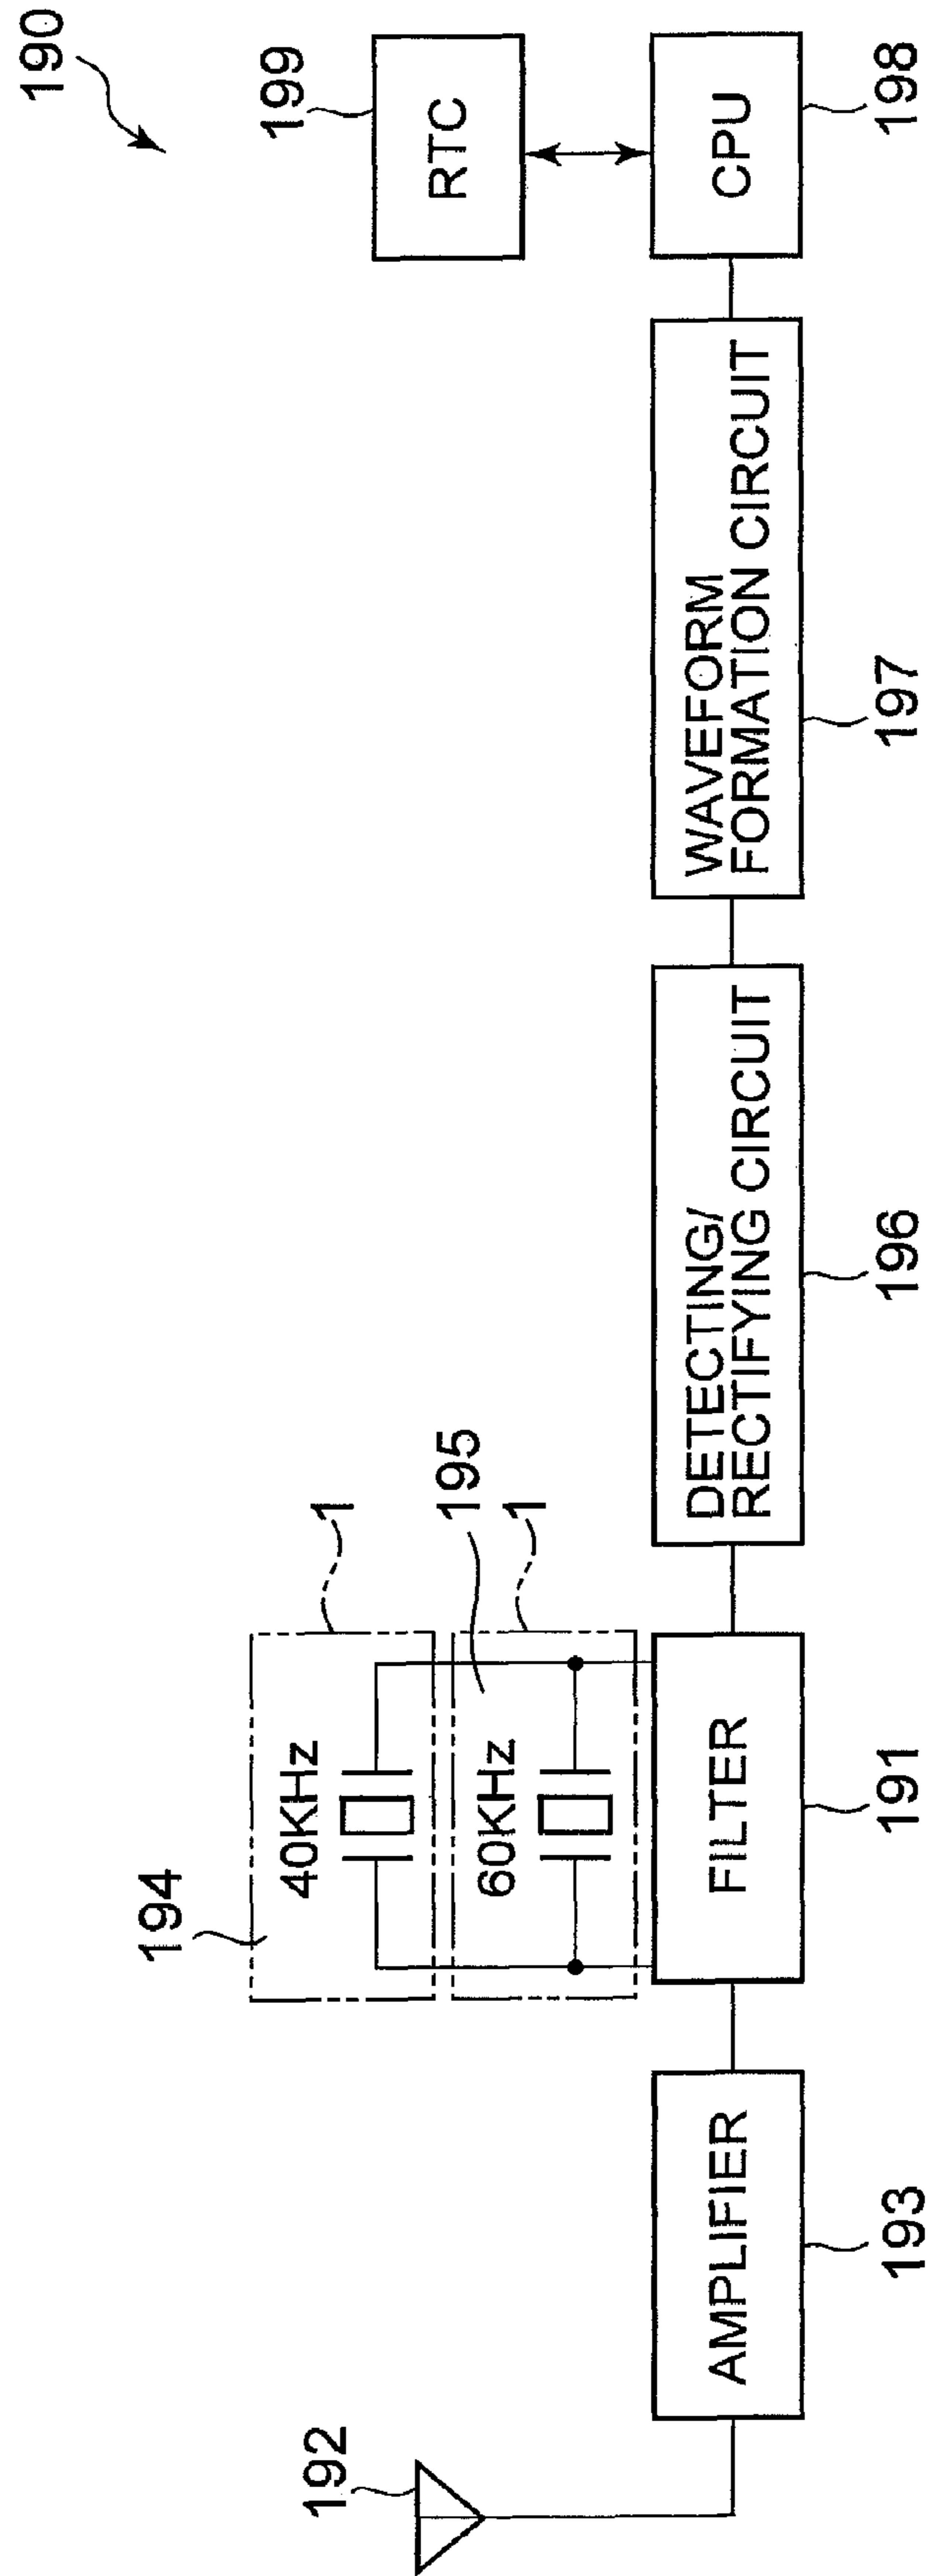 190
199
RTC
CPU
198
194
40KHz
1
195
60KHz
1
192
AMPLIFIER
193
FILTER
191
DETECTING/
RECTIFYING CIRCUIT
196
WAVEFORM
FORMATION CIRCUIT
197